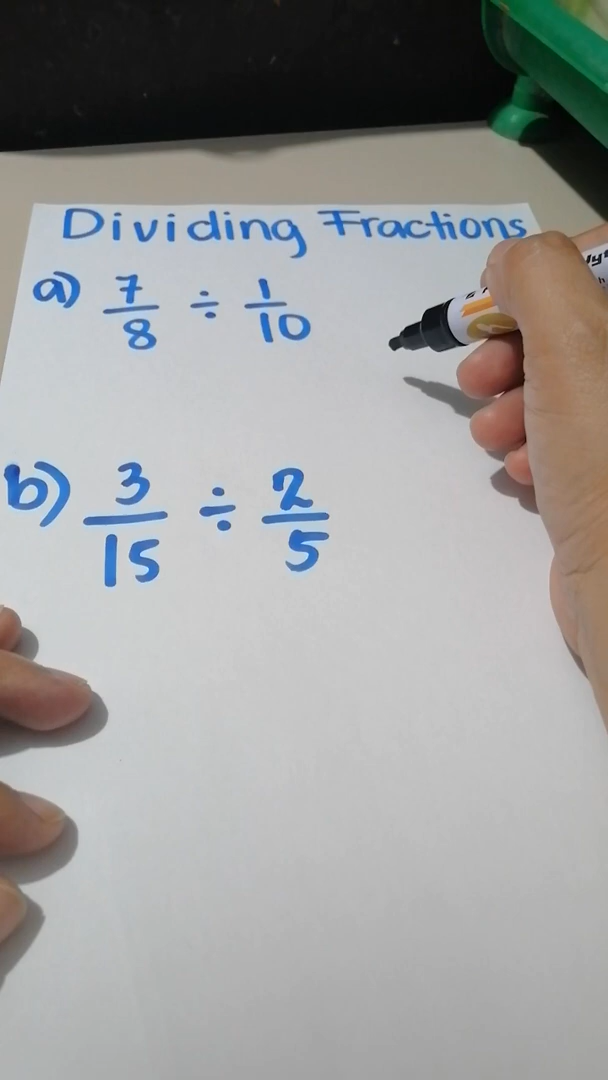 Dividing Fractions
a) 7/8 ÷ 1/10
b) 3/15 ÷ 2/5